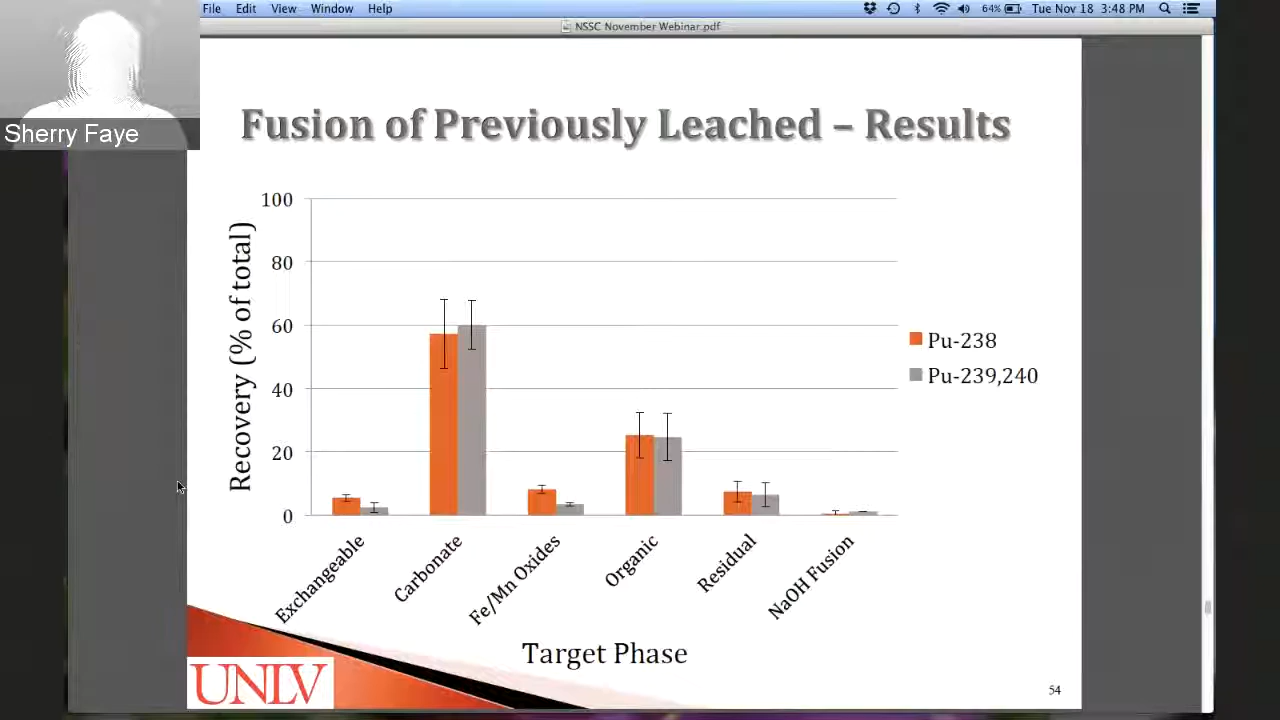 File Edit View Window Help
64% Tue Nov 18 3:48 PM
NSSC November Webinar.pdf
Sherry Faye
Fusion of Previously Leached – Results
Recovery (% of total)
100
80
60
40
20
0
Pu-238
Pu-239,240
Exchangeable
Carbonate
Fe/Mn Oxides
Organic
Residual
NaOH Fusion
Target Phase
UNLV
54